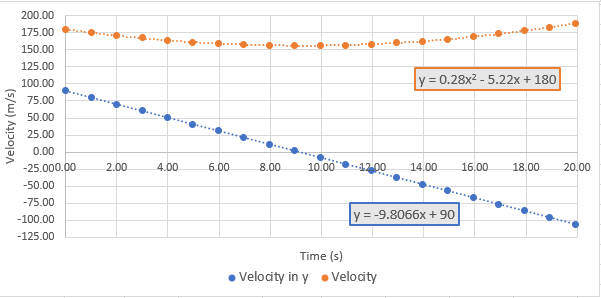 200.00
175.00
150.00
125.00
100.00
75.00
50.00
25.00
0.00
-25.00
-50.00
-75.00
-100.00
-125.00
Velocity (m/s)
0.00 2.00 4.00 6.00 8.00 10.00 12.00 14.00 16.00 18.00 20.00
y = 0.28x² - 5.22x + 180
y = -9.8066x + 90
Time (s)
Velocity in y Velocity